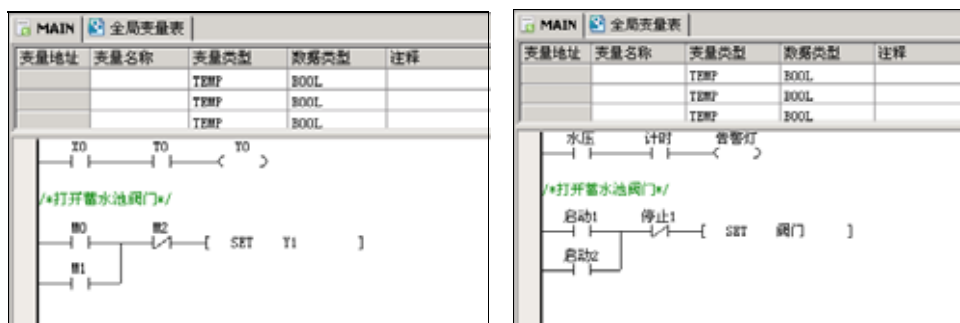 MAIN 全局变量表
变量地址 变量名称 变量类型 数据类型 注释
TEMP BOOL
TEMP BOOL
TEMP BOOL
X0 T0 Y0
/*打开蓄水池阀门*/
M0 M2
SET Y1
M1
MAIN 全局变量表
变量地址 变量名称 变量类型 数据类型 注释
TEMP BOOL
TEMP BOOL
TEMP BOOL
水压 计时 告警灯
/*打开蓄水池阀门*/
启动1 停止1
SET 阀门
启动2